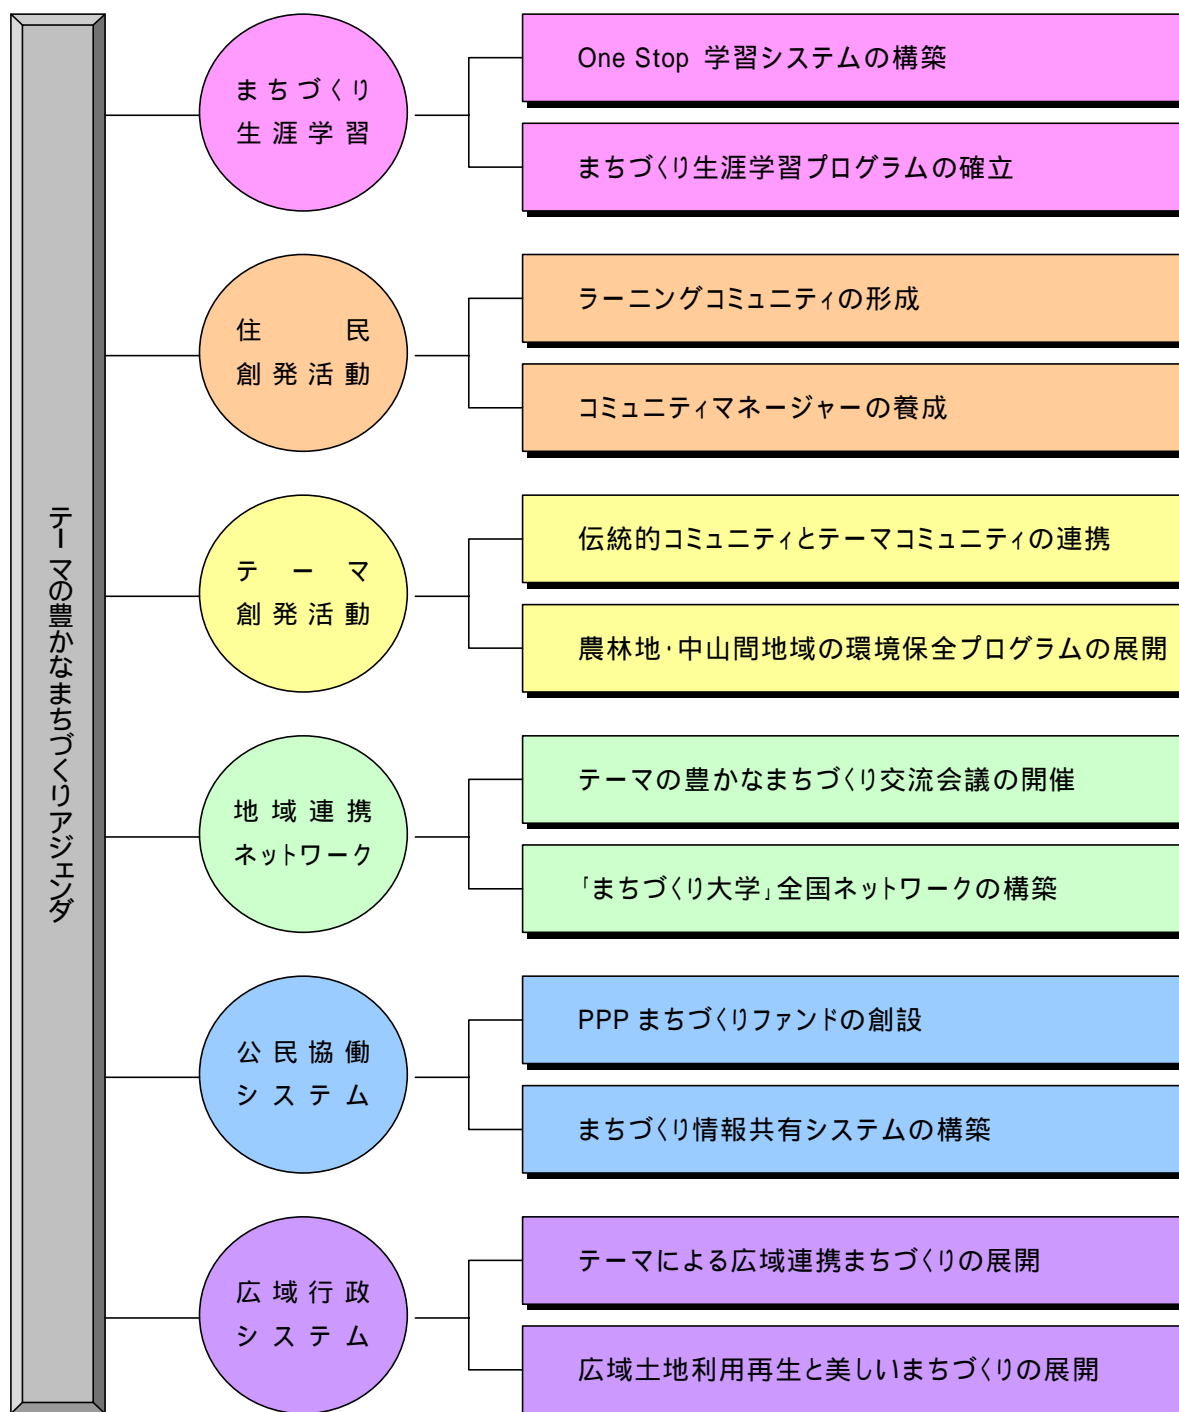 テーマの豊かなまちづくりアジェンダ
まちづくり
生涯学習
One Stop 学習システムの構築
まちづくり生涯学習プログラムの確立
住民
創発活動
ラーニングコミュニティの形成
コミュニティマネージャーの養成
テーマ
創発活動
伝統的コミュニティとテーマコミュニティの連携
農林地・中山間地域の環境保全プログラムの展開
地域連携
ネットワーク
テーマの豊かなまちづくり交流会議の開催
「まちづくり大学」全国ネットワークの構築
公民協働
システム
PPP まちづくりファンドの創設
まちづくり情報共有システムの構築
広域行政
システム
テーマによる広域連携まちづくりの展開
広域土地利用再生と美しいまちづくりの展開